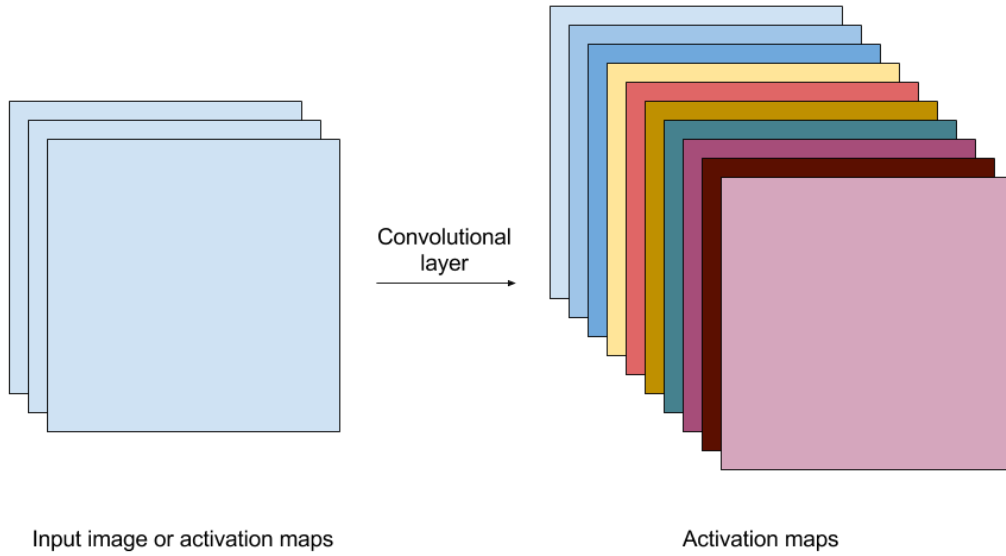 Convolutional
layer
Input image or activation maps
Activation maps